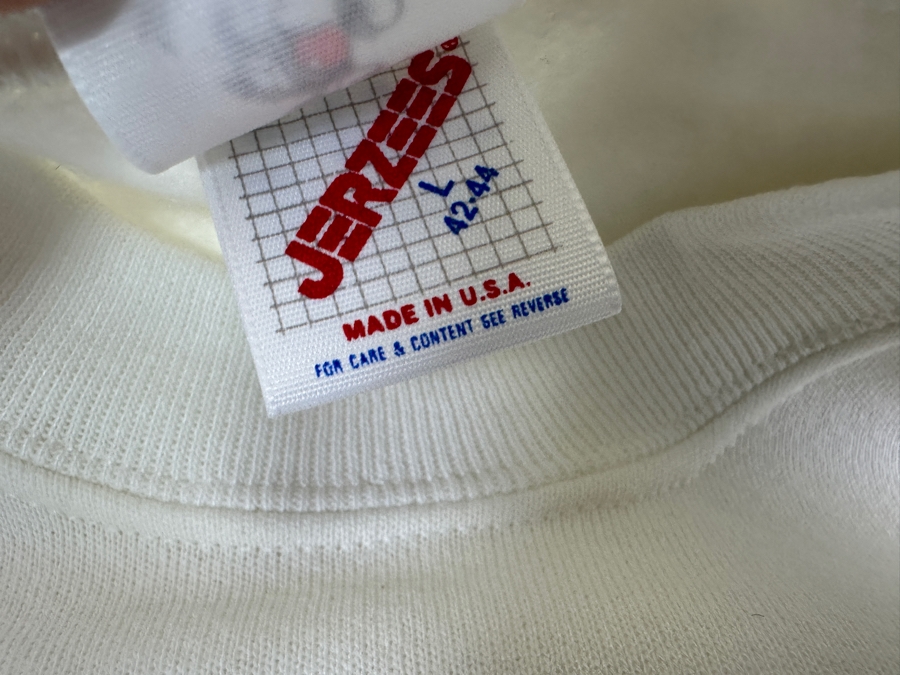 JERZEES®
L
42-44
MADE IN U.S.A.
FOR CARE & CONTENT SEE REVERSE